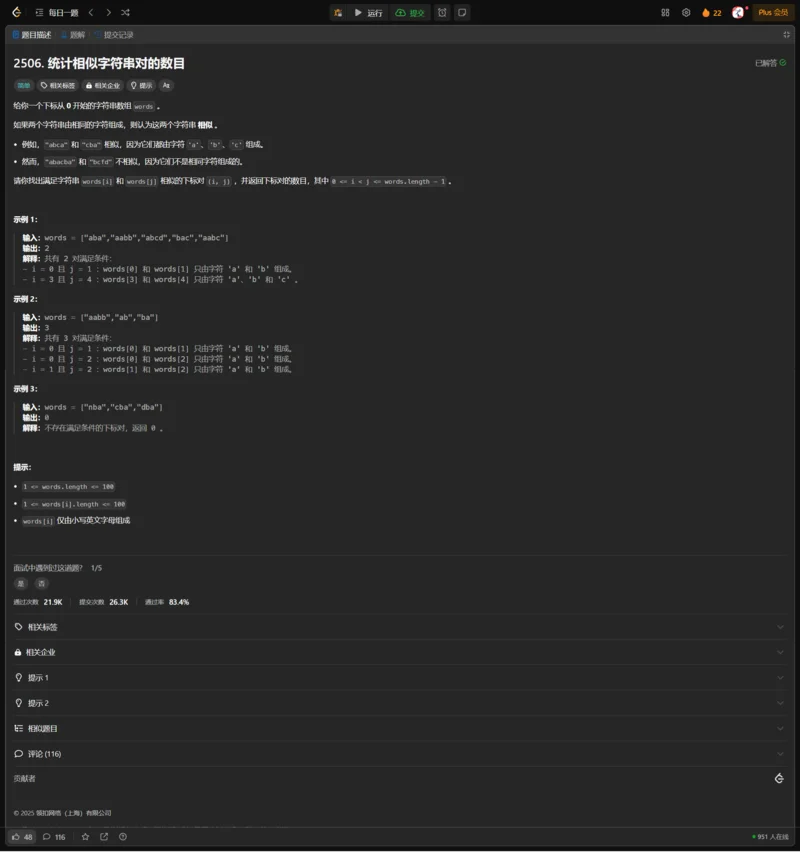 每日一题 运行 提交 22 Plus 会员
题目描述 题解 提交记录
2506. 统计相似字符串对的数目 已解答
简单 相关标签 相关企业 提示 Aa
给你一个下标从 0 开始的字符串数组 words 。
如果两个字符串由相同的字符组成，则认为这两个字符串 相似 。
• 例如，"abca" 和 "cba" 相似，因为它们都由字符 'a'、'b'、'c' 组成。
• 然而，"abacba" 和 "bcfd" 不相似，因为它们不是相同字符组成的。
请你找出满足字符串 words[i] 和 words[j] 相似的下标对 (i, j) ，并返回下标对的数目，其中 0 <= i < j <= words.length - 1 。
示例 1：
输入：words = ["aba","aabb","abcd","bac","aabc"]
输出：2
解释：共有 2 对满足条件：
- i = 0 且 j = 1 ：words[0] 和 words[1] 只由字符 'a' 和 'b' 组成。
- i = 3 且 j = 4 ：words[3] 和 words[4] 只由字符 'a'、'b' 和 'c' 。
示例 2：
输入：words = ["aabb","ab","ba"]
输出：3
解释：共有 3 对满足条件：
- i = 0 且 j = 1 ：words[0] 和 words[1] 只由字符 'a' 和 'b' 组成。
- i = 0 且 j = 2 ：words[0] 和 words[2] 只由字符 'a' 和 'b' 组成。
- i = 1 且 j = 2 ：words[1] 和 words[2] 只由字符 'a' 和 'b' 组成。
示例 3：
输入：words = ["nba","cba","dba"]
输出：0
解释：不存在满足条件的下标对，返回 0 。
提示：
• 1 <= words.length <= 100
• 1 <= words[i].length <= 100
• words[i] 仅由小写英文字母组成
面试中遇到过这道题? 1/5
是 否
通过次数 21.9K 提交次数 26.3K 通过率 83.4%
相关标签
相关企业
提示 1
提示 2
相似题目
评论 (116)
贡献者
© 2025 领扣网络（上海）有限公司
48 116 951 人在线